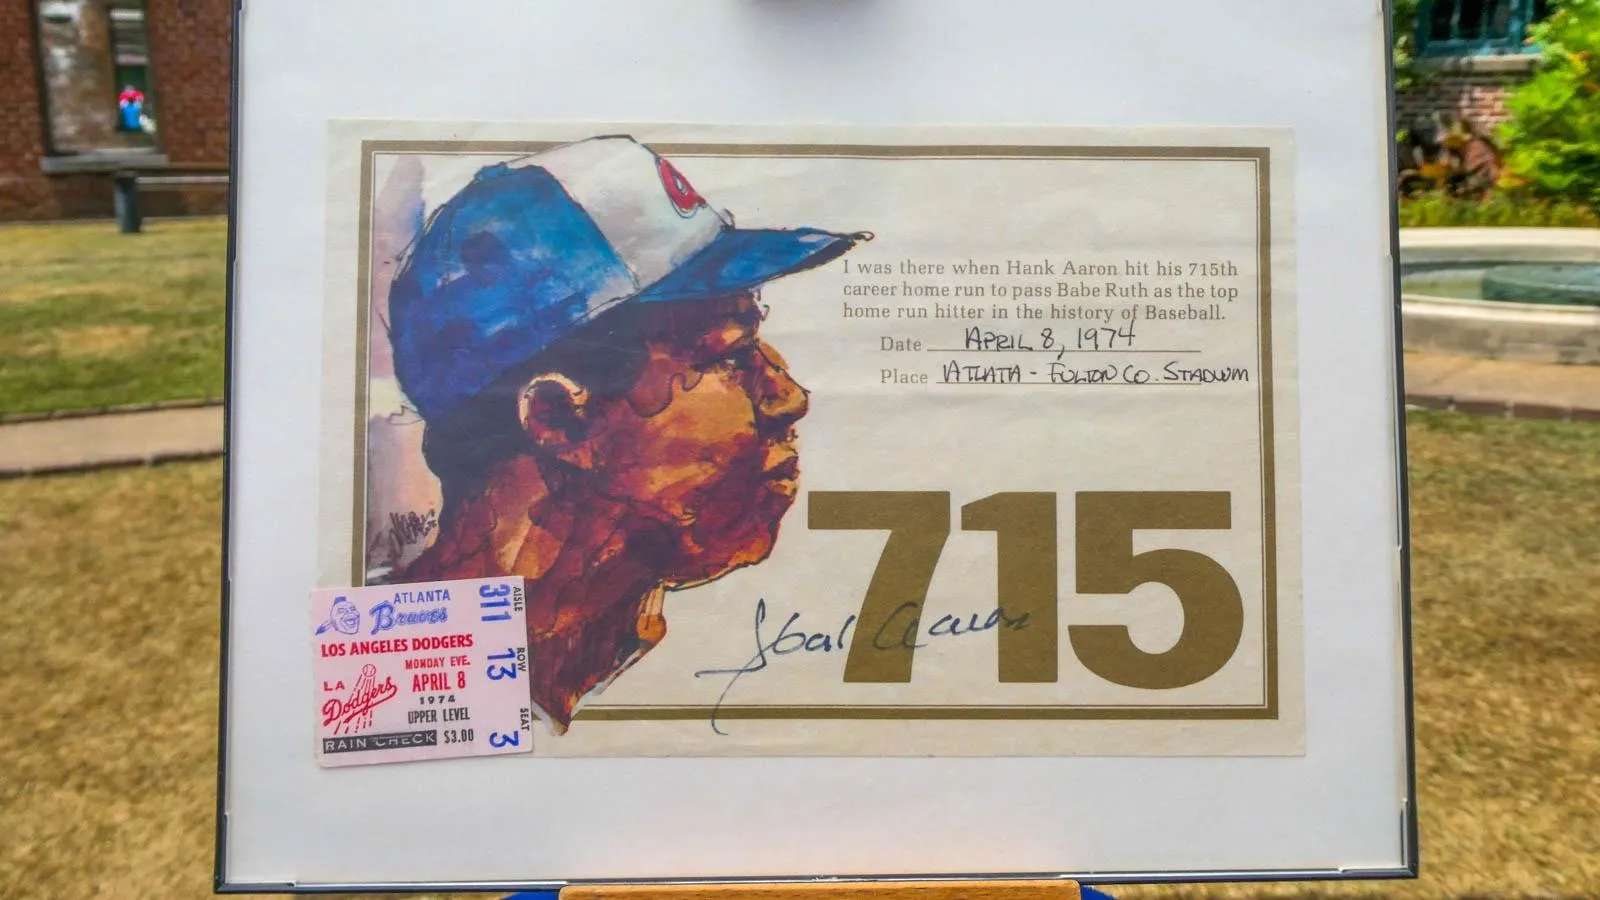 I was there when Hank Aaron hit his 715th
career home run to pass Babe Ruth as the top
home run hitter in the history of Baseball.
Date APRIL 8, 1974
Place ATLATA - FULTON CO. STADIUM
715
Hank Aaron
ATLANTA
Braves
LOS ANGELES DODGERS
MONDAY EVE.
LA
Dodgers
APRIL 8
1974
UPPER LEVEL
RAIN CHECK $3.00
AISLE
311
ROW
13
SEAT
3